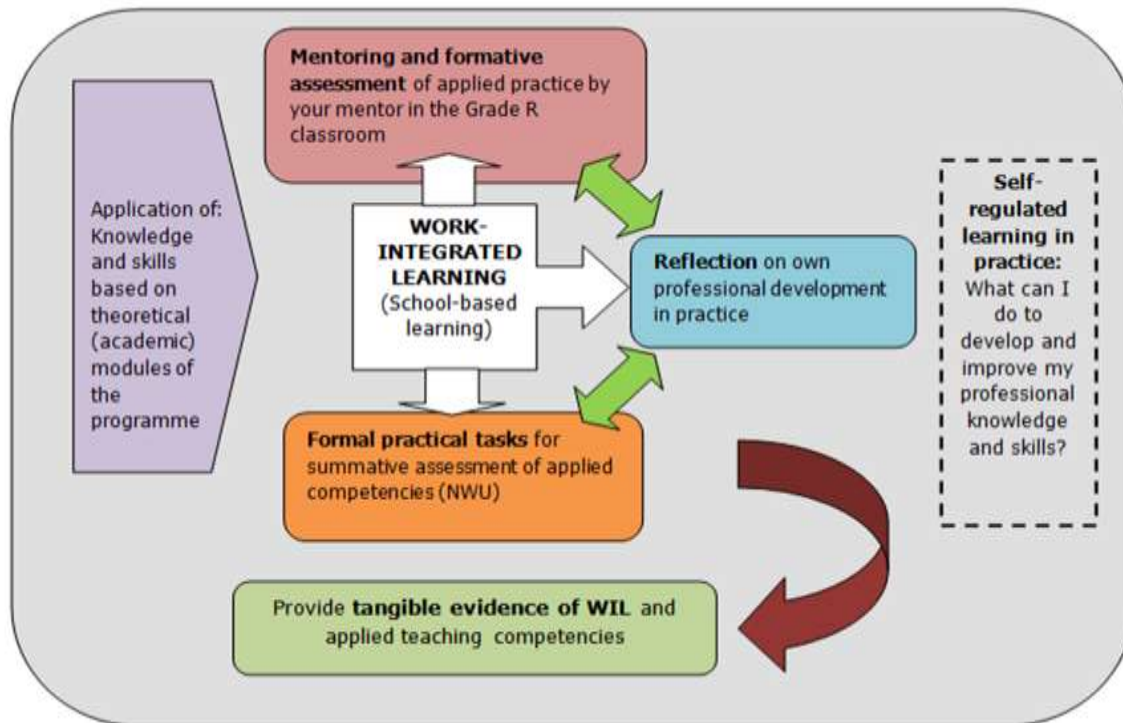 Mentoring and formative
assessment of applied practice by
your mentor in the Grade R
classroom
Application of:
Knowledge
and skills
based on
theoretical
(academic)
modules of
the
programme
WORK-
INTEGRATED
LEARNING
(School-based
learning)
Reflection on own
professional development
in practice
Self-
regulated
learning in
practice:
What can I
do to
develop and
improve my
professional
knowledge
and skills?
Formal practical tasks for
summative assessment of applied
competencies (NWU)
Provide tangible evidence of WIL and
applied teaching competencies